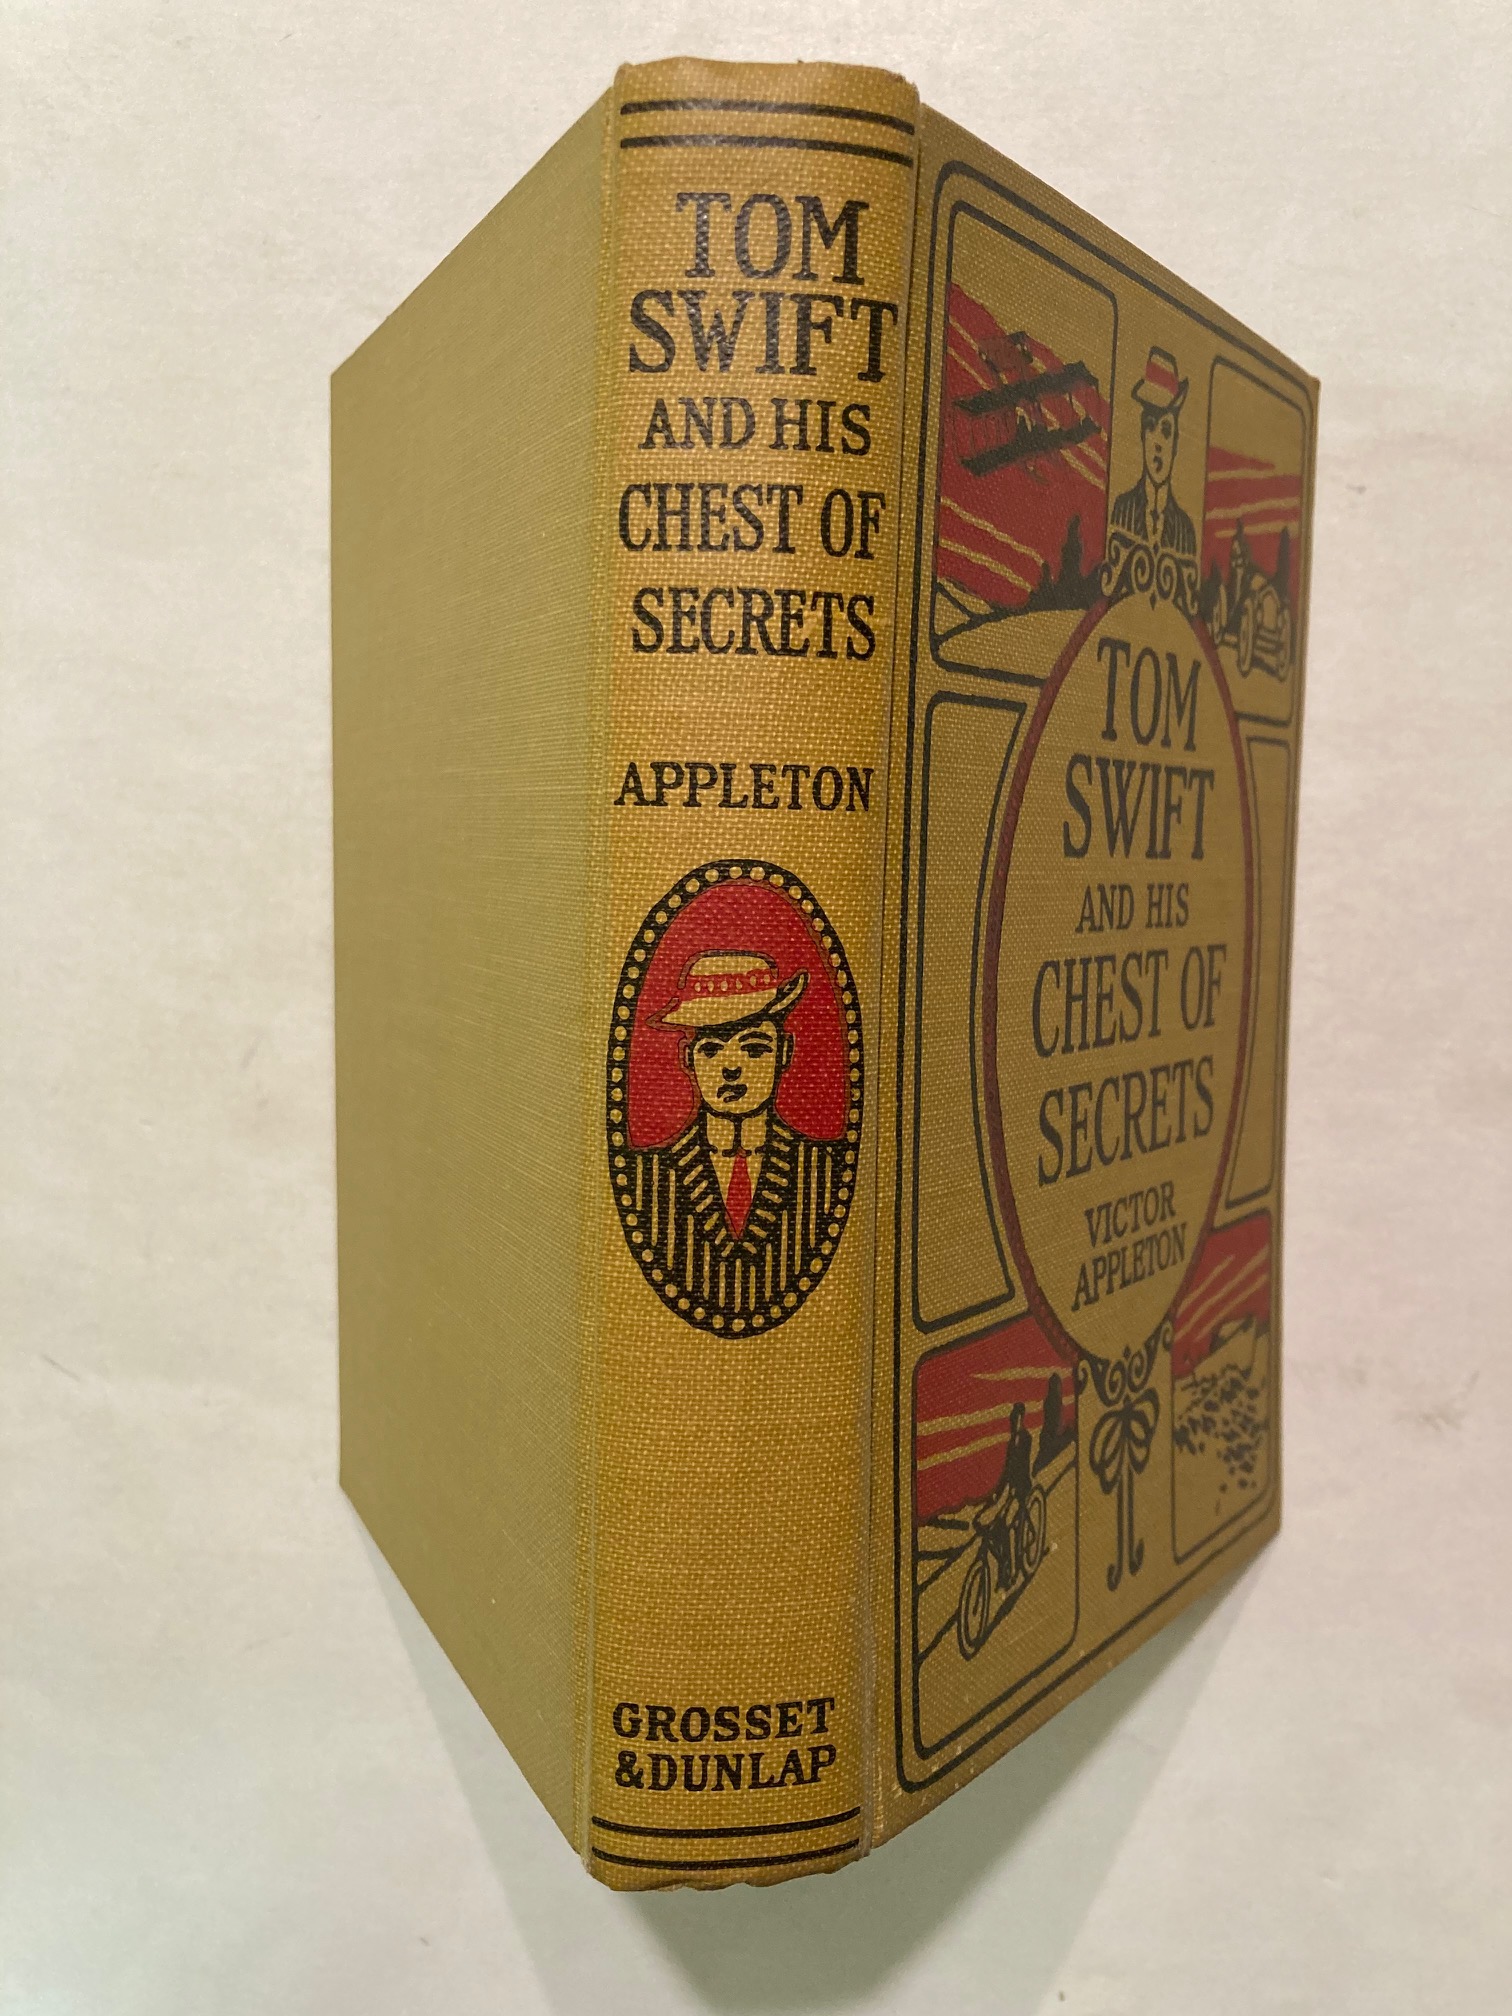 TOM
SWIFT
AND HIS
CHEST OF
SECRETS
APPLETON
GROSSET
&DUNLAP
TOM
SWIFT
AND HIS
CHEST OF
SECRETS
VICTOR
APPLETON